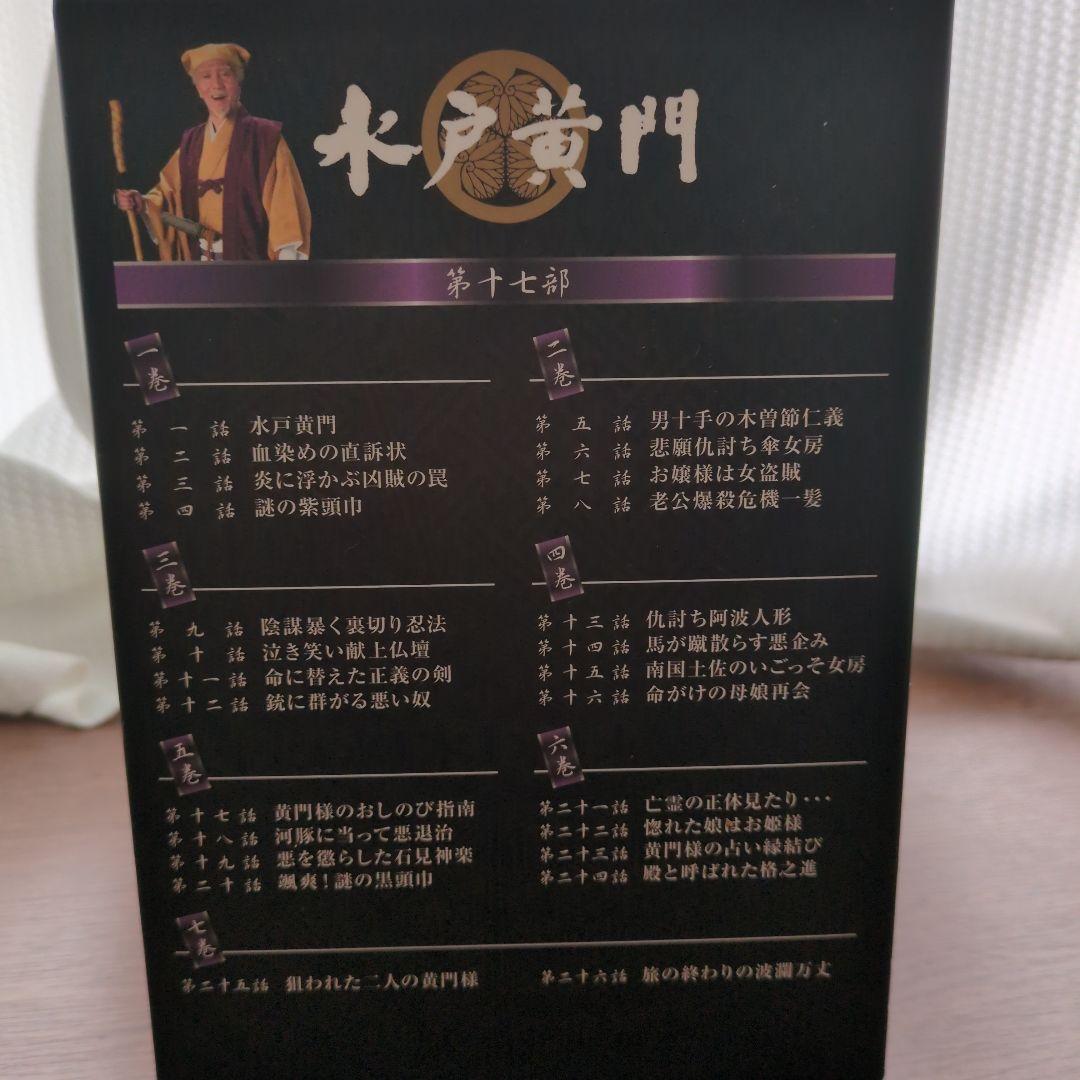 水戸黄門
第十七部
一巻
第一話 水戸黄門
第二話 血染めの直訴状
第三話 炎に浮かぶ凶賊の罠
第四話 謎の紫頭巾
二巻
第五話 男十手の木曽節仁義
第六話 悲願仇討ち傘女房
第七話 お嬢様は女盗賊
第八話 老公爆殺危機一髪
三巻
第九話 陰謀暴く裏切り忍法
第十話 泣き笑い献上仏壇
第十一話 命に替えた正義の剣
第十二話 銃に群がる悪い奴
四巻
第十三話 仇討ち阿波人形
第十四話 馬が蹴散らす悪企み
第十五話 南国土佐のいごっそ女房
第十六話 命がけの母娘再会
五巻
第十七話 黄門様のおしのび指南
第十八話 河豚に当って悪退治
第十九話 悪を懲らした石見神楽
第二十話 颯爽!謎の黒頭巾
六巻
第二十一話 亡霊の正体見たり・・・
第二十二話 惚れた娘はお姫様
第二十三話 黄門様の占い縁結び
第二十四話 殿と呼ばれた格之進
七巻
第二十五話 狙われた二人の黄門様
第二十六話 旅の終わりの波瀾万丈